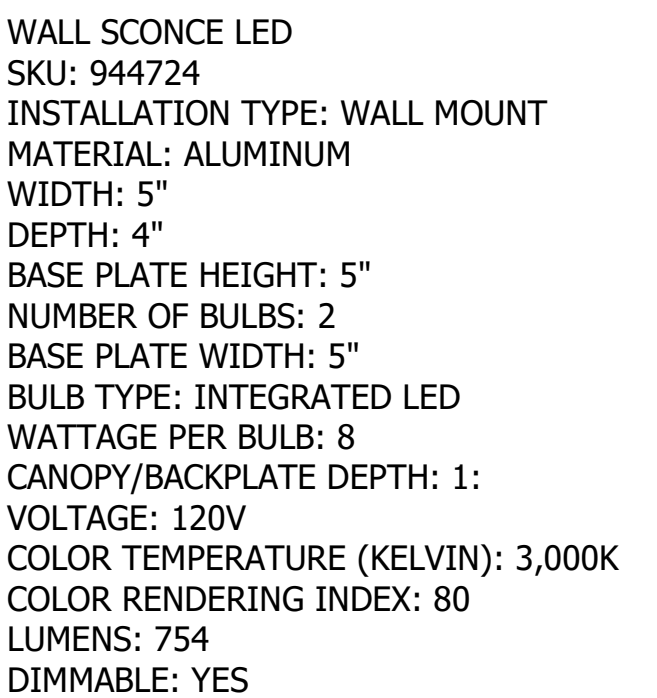 WALL SCONCE LED
SKU: 944724
INSTALLATION TYPE: WALL MOUNT
MATERIAL: ALUMINUM
WIDTH: 5"
DEPTH: 4"
BASE PLATE HEIGHT: 5"
NUMBER OF BULBS: 2
BASE PLATE WIDTH: 5"
BULB TYPE: INTEGRATED LED
WATTAGE PER BULB: 8
CANOPY/BACKPLATE DEPTH: 1:
VOLTAGE: 120V
COLOR TEMPERATURE (KELVIN): 3,000K
COLOR RENDERING INDEX: 80
LUMENS: 754
DIMMABLE: YES